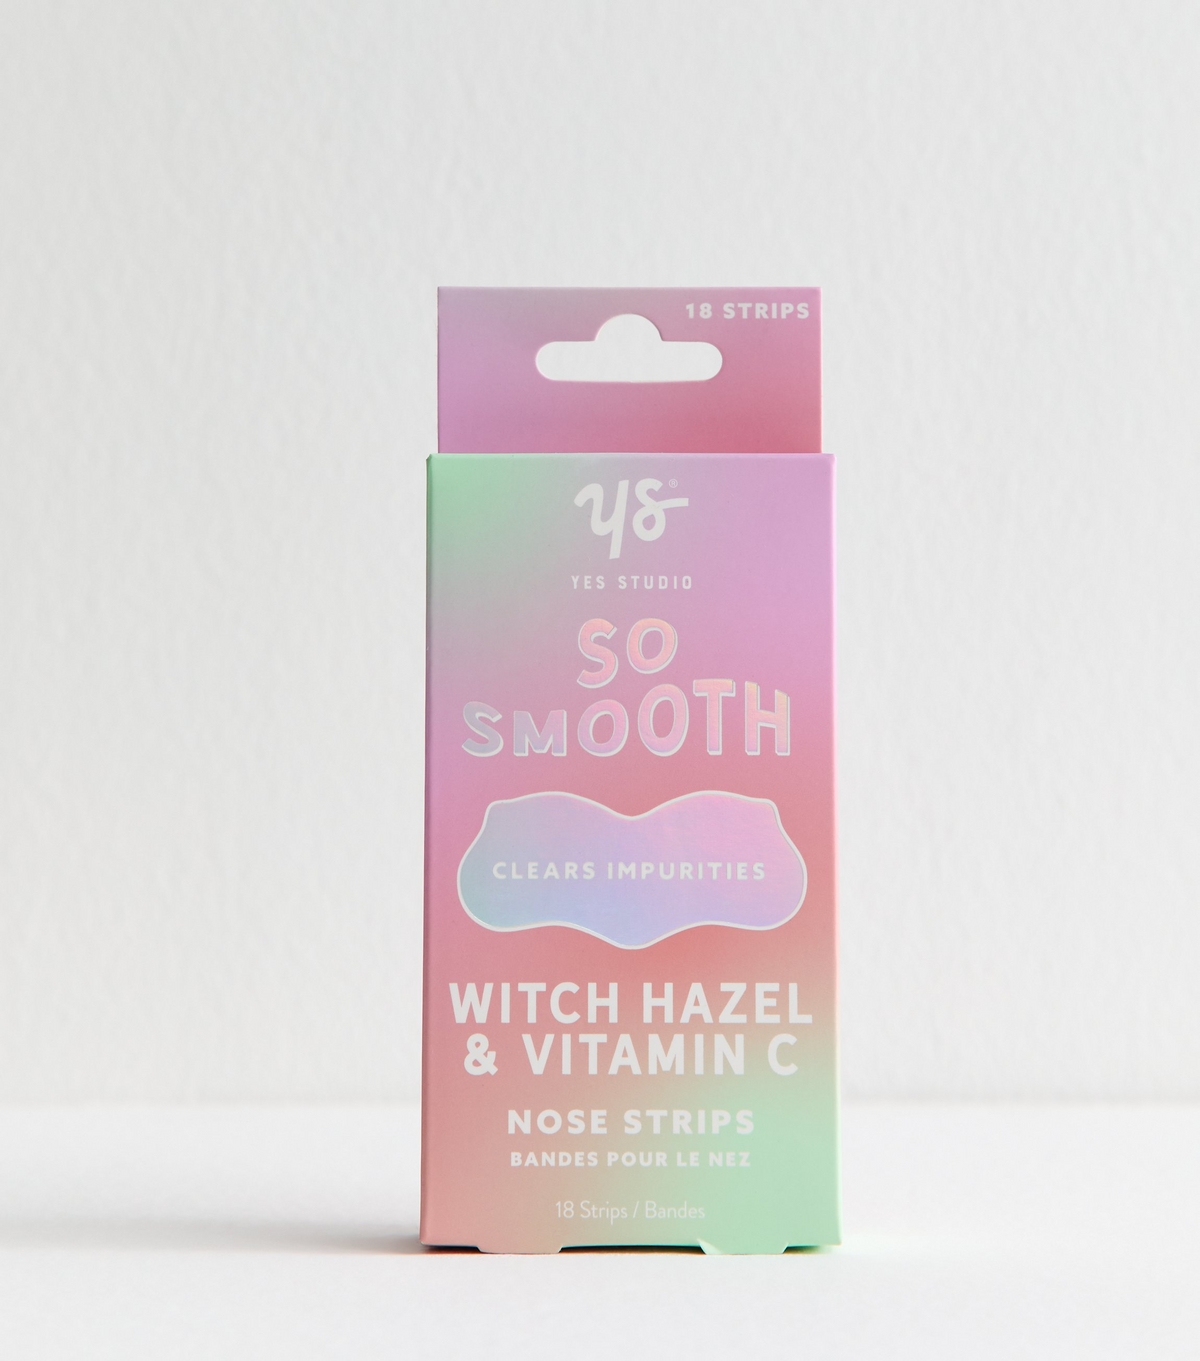 18 STRIPS
ys®
YES STUDIO
SO
SMOOTH
CLEARS IMPURITIES
WITCH HAZEL
& VITAMIN C
NOSE STRIPS
BANDES POUR LE NEZ
18 Strips / Bandes